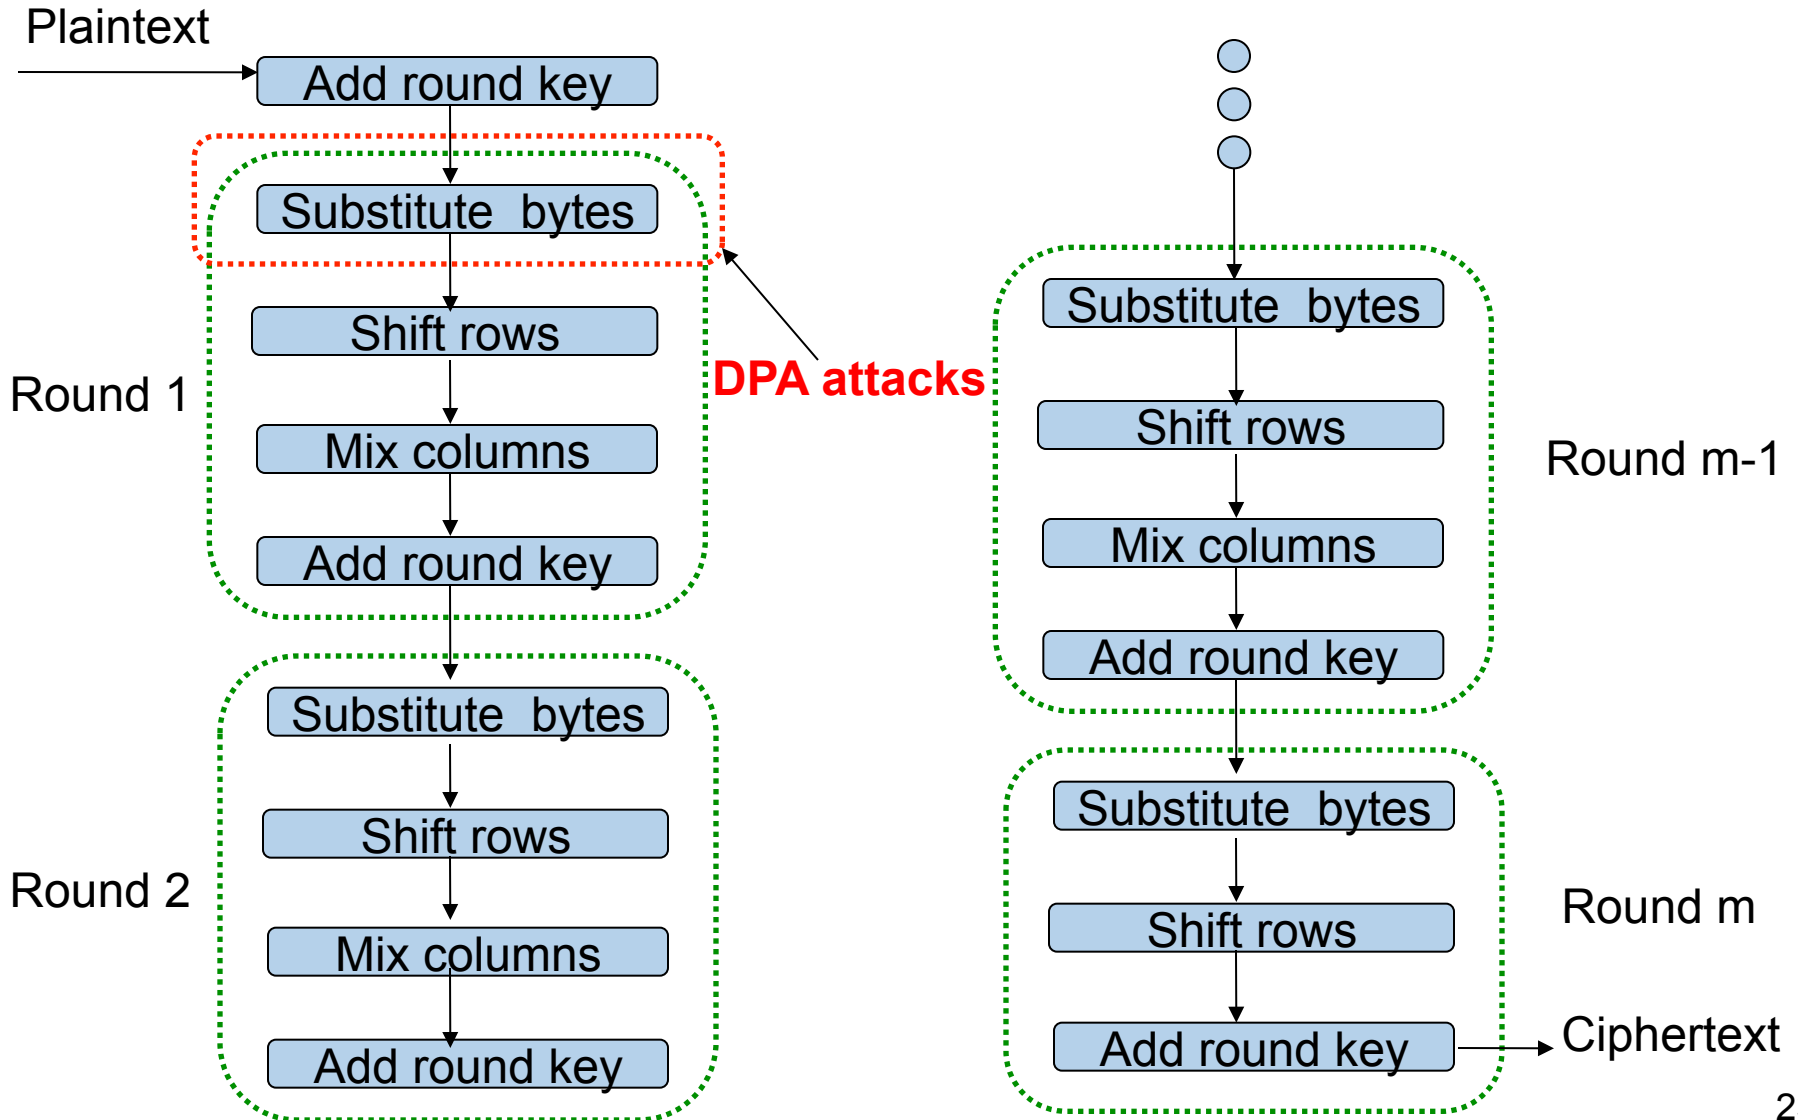 Plaintext
Add round key
Substitute  bytes
Shift rows
Round 1
Mix columns
Add round key
DPA attacks
Substitute  bytes
Shift rows
Round 2
Mix columns
Add round key
Substitute  bytes
Shift rows
Round m-1
Mix columns
Add round key
Substitute  bytes
Shift rows
Round m
Add round key
Ciphertext
2